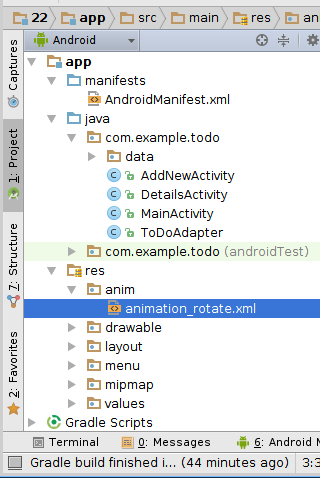 22 app src main res an
Android
Captures
1: Project
7: Structure
2: Favorites
app
manifests
AndroidManifest.xml
java
com.example.todo
data
AddNewActivity
DetailsActivity
MainActivity
ToDoAdapter
com.example.todo (androidTest)
res
anim
animation_rotate.xml
drawable
layout
menu
mipmap
values
Gradle Scripts
Terminal 0: Messages 6: Android M
Gradle build finished i... (44 minutes ago) 3:3